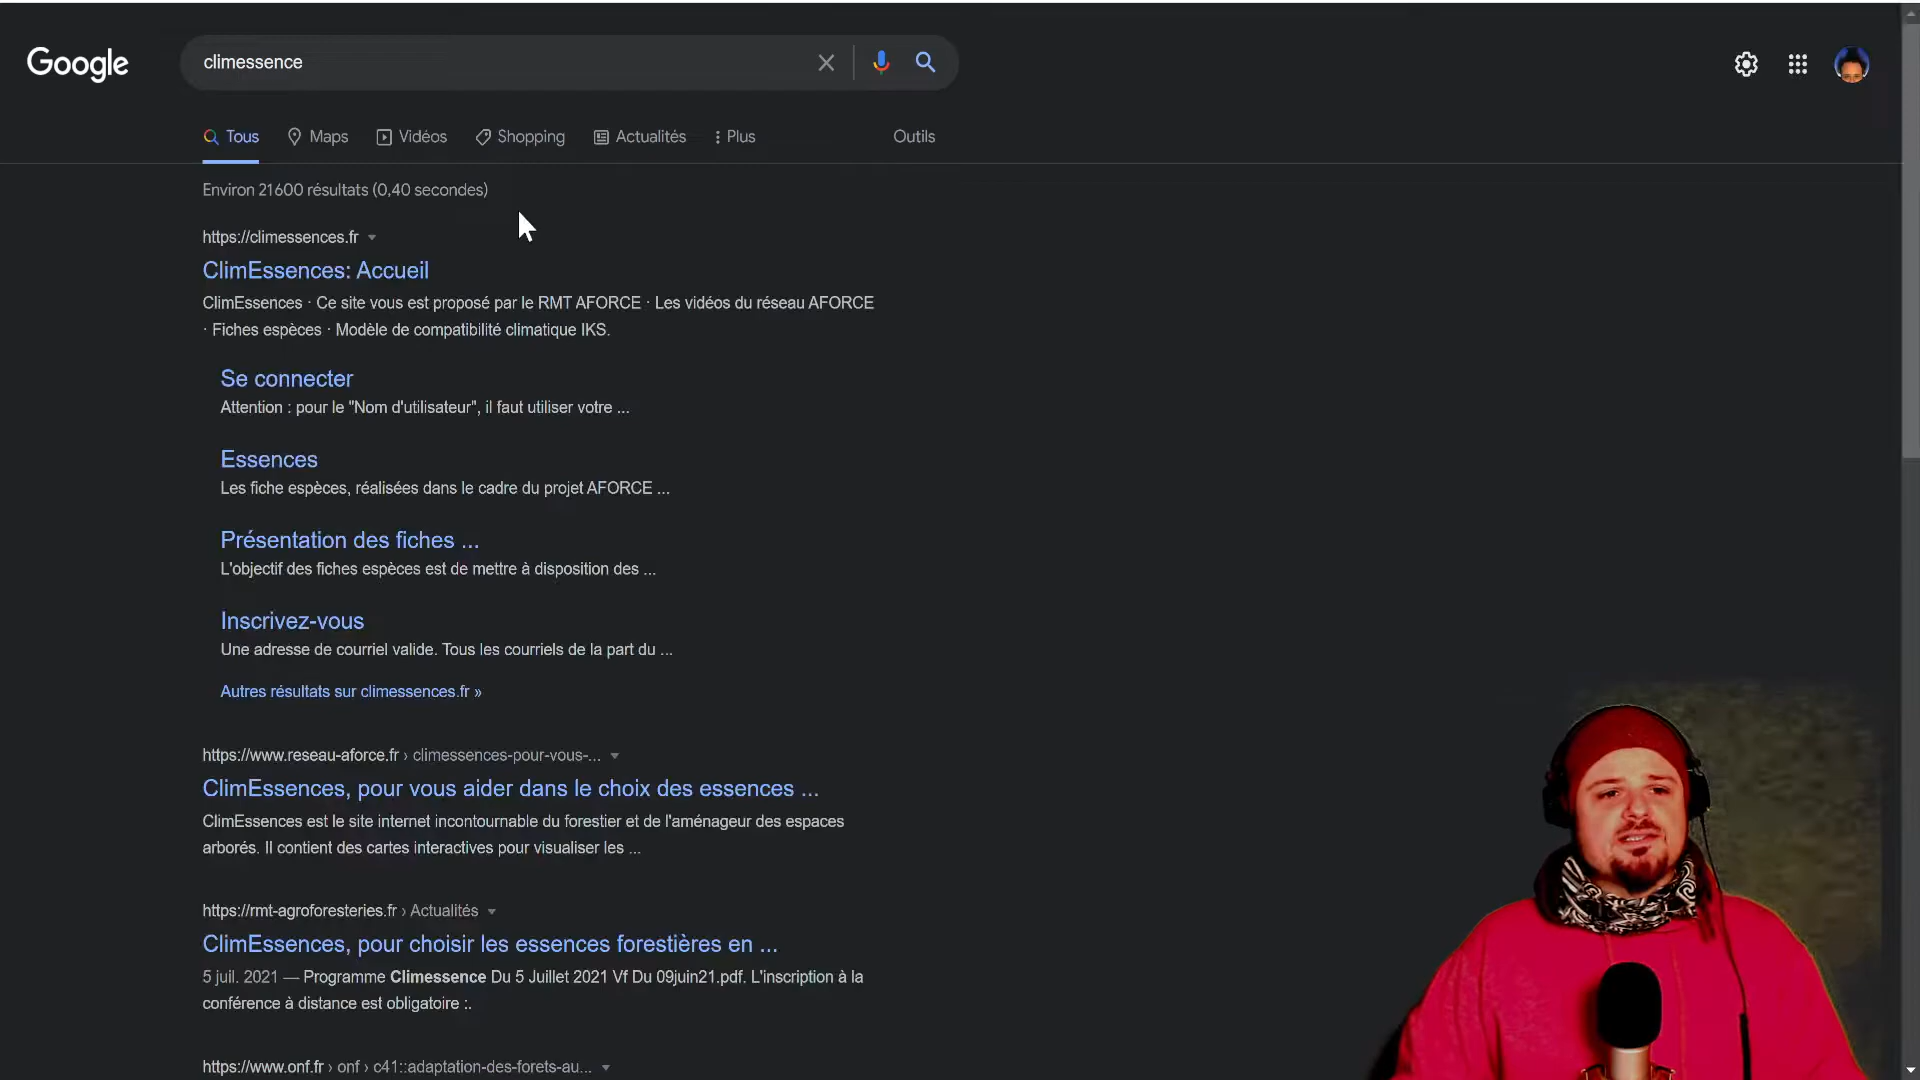 Google
climessence
Tous
Maps
Vidéos
Shopping
Actualités
Plus
Outils
Environ 21 600 résultats (0,40 secondes)
https://climessences.fr
ClimEssences: Accueil
ClimEssences · Ce site vous est proposé par le RMT AFORCE · Les vidéos du réseau AFORCE
· Fiches espèces · Modèle de compatibilité climatique IKS.
Se connecter
Attention : pour le "Nom d'utilisateur", il faut utiliser votre ...
Essences
Les fiche espèces, réalisées dans le cadre du projet AFORCE ...
Présentation des fiches ...
L'objectif des fiches espèces est de mettre à disposition des ...
Inscrivez-vous
Une adresse de courriel valide. Tous les courriels de la part du ...
Autres résultats sur climessences.fr »
https://www.reseau-aforce.fr › climessences-pour-vous-...
ClimEssences, pour vous aider dans le choix des essences ...
ClimEssences est le site internet incontournable du forestier et de l'aménageur des espaces
arborés. Il contient des cartes interactives pour visualiser les ...
https://rmt-agroforesteries.fr › Actualités
ClimEssences, pour choisir les essences forestières en ...
5 juil. 2021 — Programme Climessence Du 5 Juillet 2021 Vf Du 09juin21.pdf. L'inscription à la
conférence à distance est obligatoire :.
https://www.onf.fr › onf › c41::adaptation-des-forets-au...